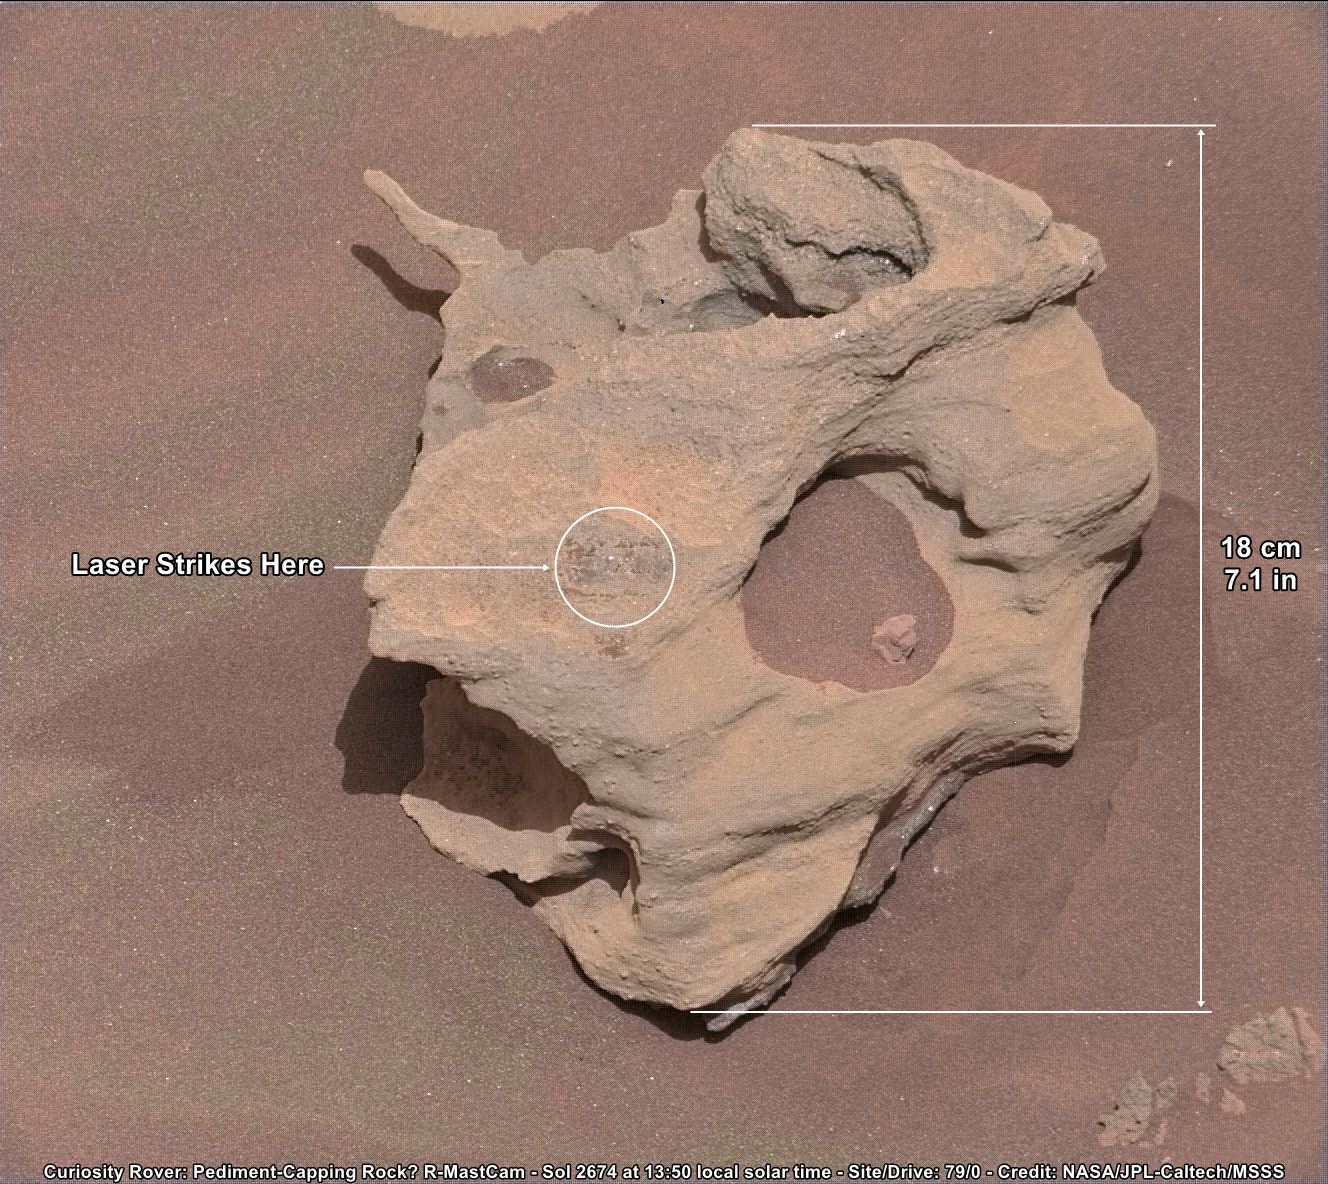 Laser Strikes Here
18 cm
7.1 in
Curiosity Rover: Pediment-Capping Rock? R-MastCam - Sol 2674 at 13:50 local solar time - Site/Drive: 79/0 - Credit: NASA/JPL-Caltech/MSSS